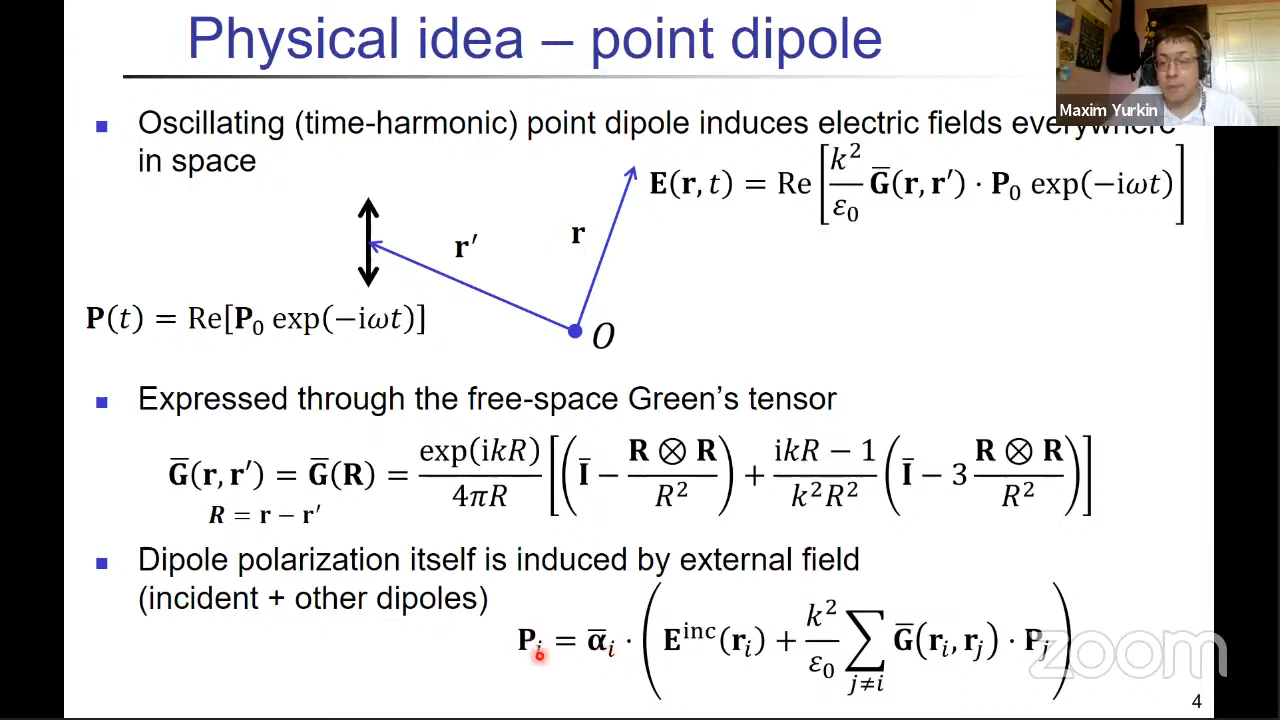 Physical idea – point dipole
Maxim Yurkin
■ Oscillating (time-harmonic) point dipole induces electric fields everywhere
in space
E(r, t) = Re[k²/ε₀ G̅(r, r′) · P₀ exp(−iωt)]
r′
r
P(t) = Re[P₀ exp(−iωt)]
O
■ Expressed through the free-space Green's tensor
G̅(r, r′) = G̅(R) = exp(ikR)/4πR [(I̅ − R ⊗ R/R²) + ikR − 1/k²R² (I̅ − 3 R ⊗ R/R²)]
R = r − r′
■ Dipole polarization itself is induced by external field
(incident + other dipoles)
Pᵢ = α̅ᵢ · (Eⁱⁿᶜ(rᵢ) + k²/ε₀ ∑ j≠i G̅(rᵢ, rⱼ) · Pⱼ)
zoom
4